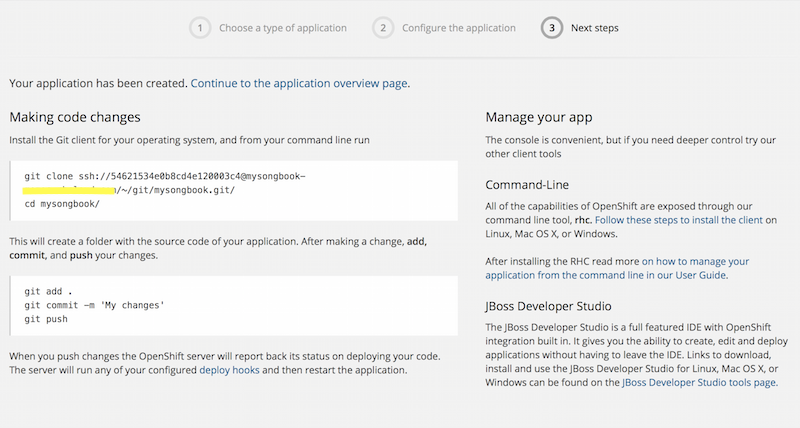 1 Choose a type of application 2 Configure the application 3 Next steps
Your application has been created. Continue to the application overview page.
Making code changes
Install the Git client for your operating system, and from your command line run
git clone ssh://54621534e0b8cd4e120003c4@mysongbook-
/~/git/mysongbook.git/
cd mysongbook/
This will create a folder with the source code of your application. After making a change, add,
commit, and push your changes.
git add .
git commit -m 'My changes'
git push
When you push changes the OpenShift server will report back its status on deploying your code.
The server will run any of your configured deploy hooks and then restart the application.
Manage your app
The console is convenient, but if you need deeper control try our
other client tools
Command-Line
All of the capabilities of OpenShift are exposed through our
command line tool, rhc. Follow these steps to install the client on
Linux, Mac OS X, or Windows.
After installing the RHC read more on how to manage your
application from the command line in our User Guide.
JBoss Developer Studio
The JBoss Developer Studio is a full featured IDE with OpenShift
integration built in. It gives you the ability to create, edit and deploy
applications without having to leave the IDE. Links to download,
install and use the JBoss Developer Studio for Linux, Mac OS X, or
Windows can be found on the JBoss Developer Studio tools page.